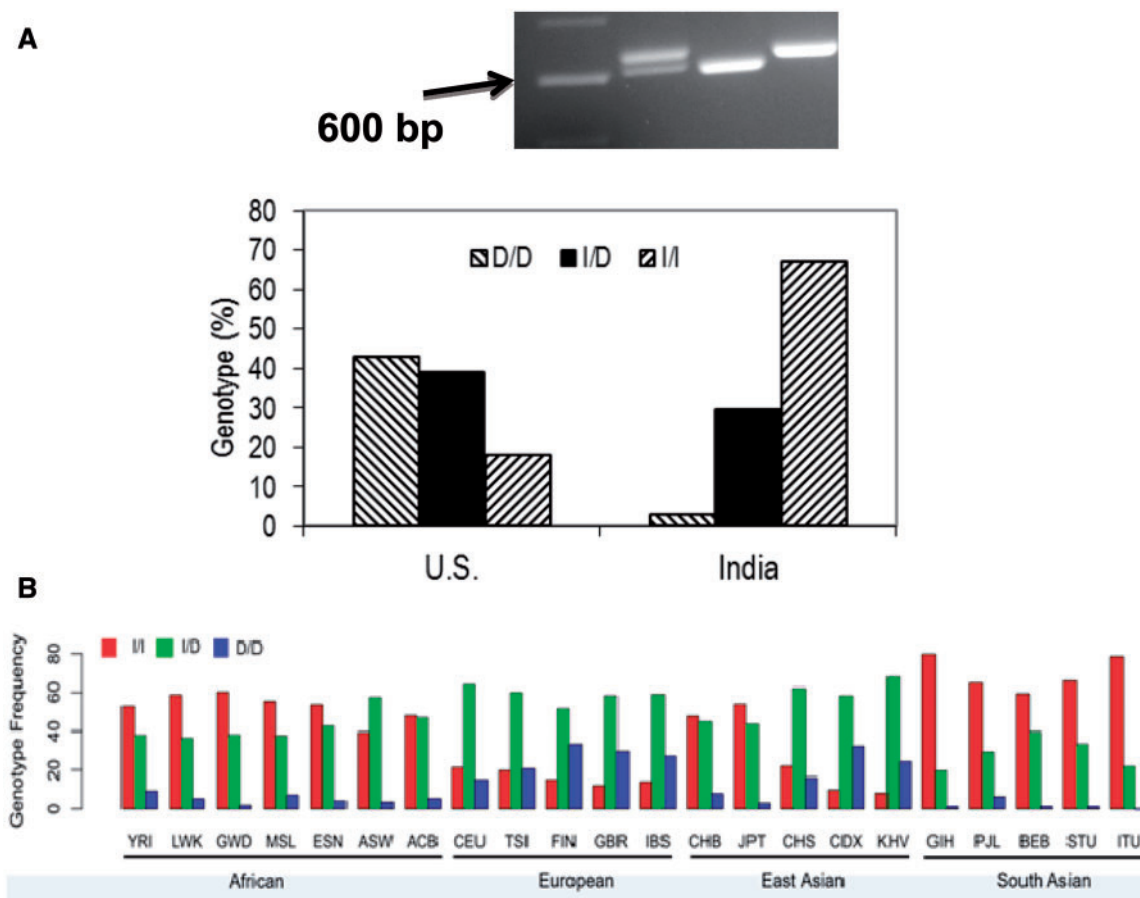 A
600 bp
80
70
60
50
40
30
20
10
0
Genotype (%)
D/D I/D I/I
U.S. India
B
Genotype Frequency
I/I I/D D/D
80
60
40
20
0
YRI LWK GWD MSL ESN ASW ACB CEU TSI FIN GBR IBS CHB JPT CHS CDX KHV GIH PJL BEB STU ITU
African European East Asian South Asian